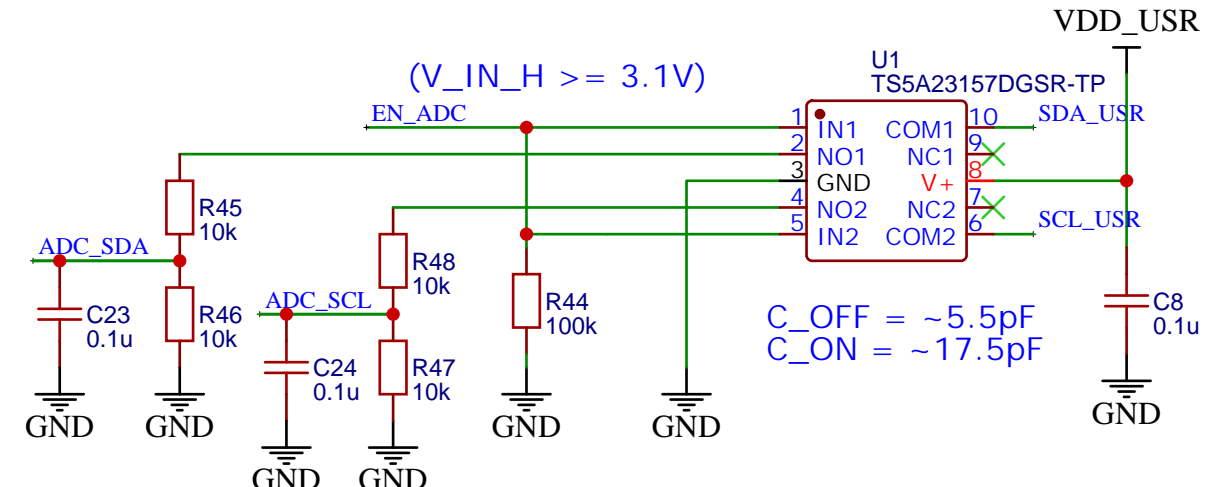 VDD_USR
U1
TS5A23157DGSR-TP
(V_IN_H >= 3.1V)
EN_ADC
1 IN1 COM1 10 SDA_USR
2 NO1 NC1 9
3 GND V+ 8
4 NO2 NC2 7
5 IN2 COM2 6 SCL_USR
R45
10k
ADC_SDA
R48
10k
ADC_SCL
C23
0.1u
R46
10k
R44
100k
C_OFF = ~5.5pF
C_ON = ~17.5pF
C8
0.1u
C24
0.1u
R47
10k
GND
GND
GND
GND
GND
GND
GND